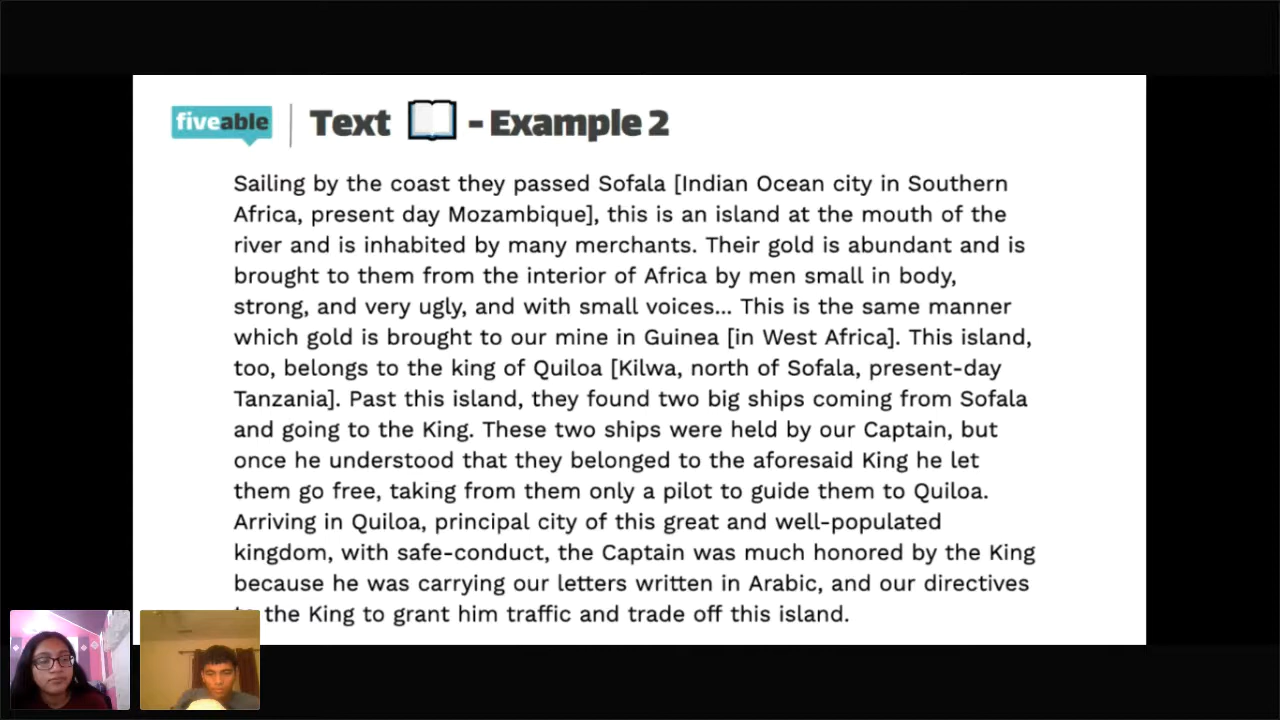 fiveable
Text - Example 2
Sailing by the coast they passed Sofala [Indian Ocean city in Southern
Africa, present day Mozambique], this is an island at the mouth of the
river and is inhabited by many merchants. Their gold is abundant and is
brought to them from the interior of Africa by men small in body,
strong, and very ugly, and with small voices... This is the same manner
which gold is brought to our mine in Guinea [in West Africa]. This island,
too, belongs to the king of Quiloa [Kilwa, north of Sofala, present-day
Tanzania]. Past this island, they found two big ships coming from Sofala
and going to the King. These two ships were held by our Captain, but
once he understood that they belonged to the aforesaid King he let
them go free, taking from them only a pilot to guide them to Quiloa.
Arriving in Quiloa, principal city of this great and well-populated
kingdom, with safe-conduct, the Captain was much honored by the King
because he was carrying our letters written in Arabic, and our directives
the King to grant him traffic and trade off this island.